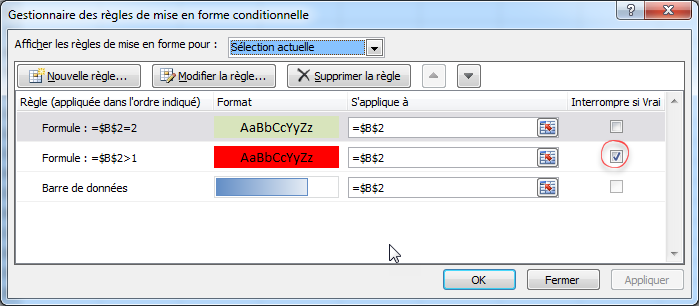 Gestionnaire des règles de mise en forme conditionnelle
Afficher les règles de mise en forme pour : Sélection actuelle
Nouvelle règle... Modifier la règle... Supprimer la règle
Règle (appliquée dans l'ordre indiqué) Format S'applique à Interrompre si Vrai
Formule : =$B$2=2 AaBbCcYyZz =$B$2
Formule : =$B$2>1 AaBbCcYyZz =$B$2
Barre de données =$B$2
OK Fermer Appliquer